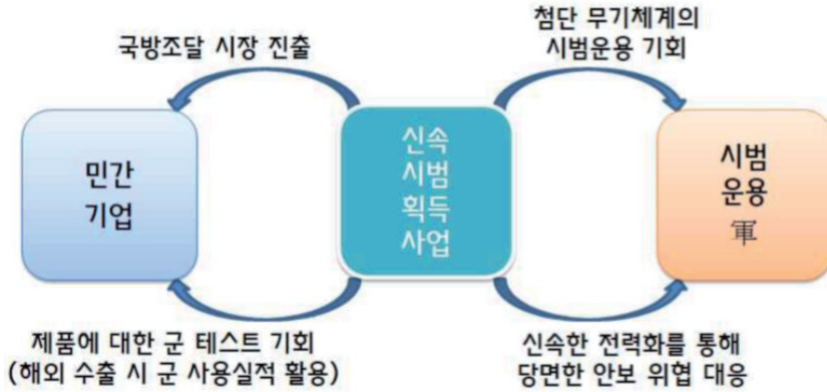 국방조달 시장 진출
첨단 무기체계의
시범운용 기회
민간
기업
신속
시범
획득
사업
시범
운용
軍
제품에 대한 군 테스트 기회
(해외 수출 시 군 사용실적 활용)
신속한 전력화를 통해
당면한 안보 위협 대응